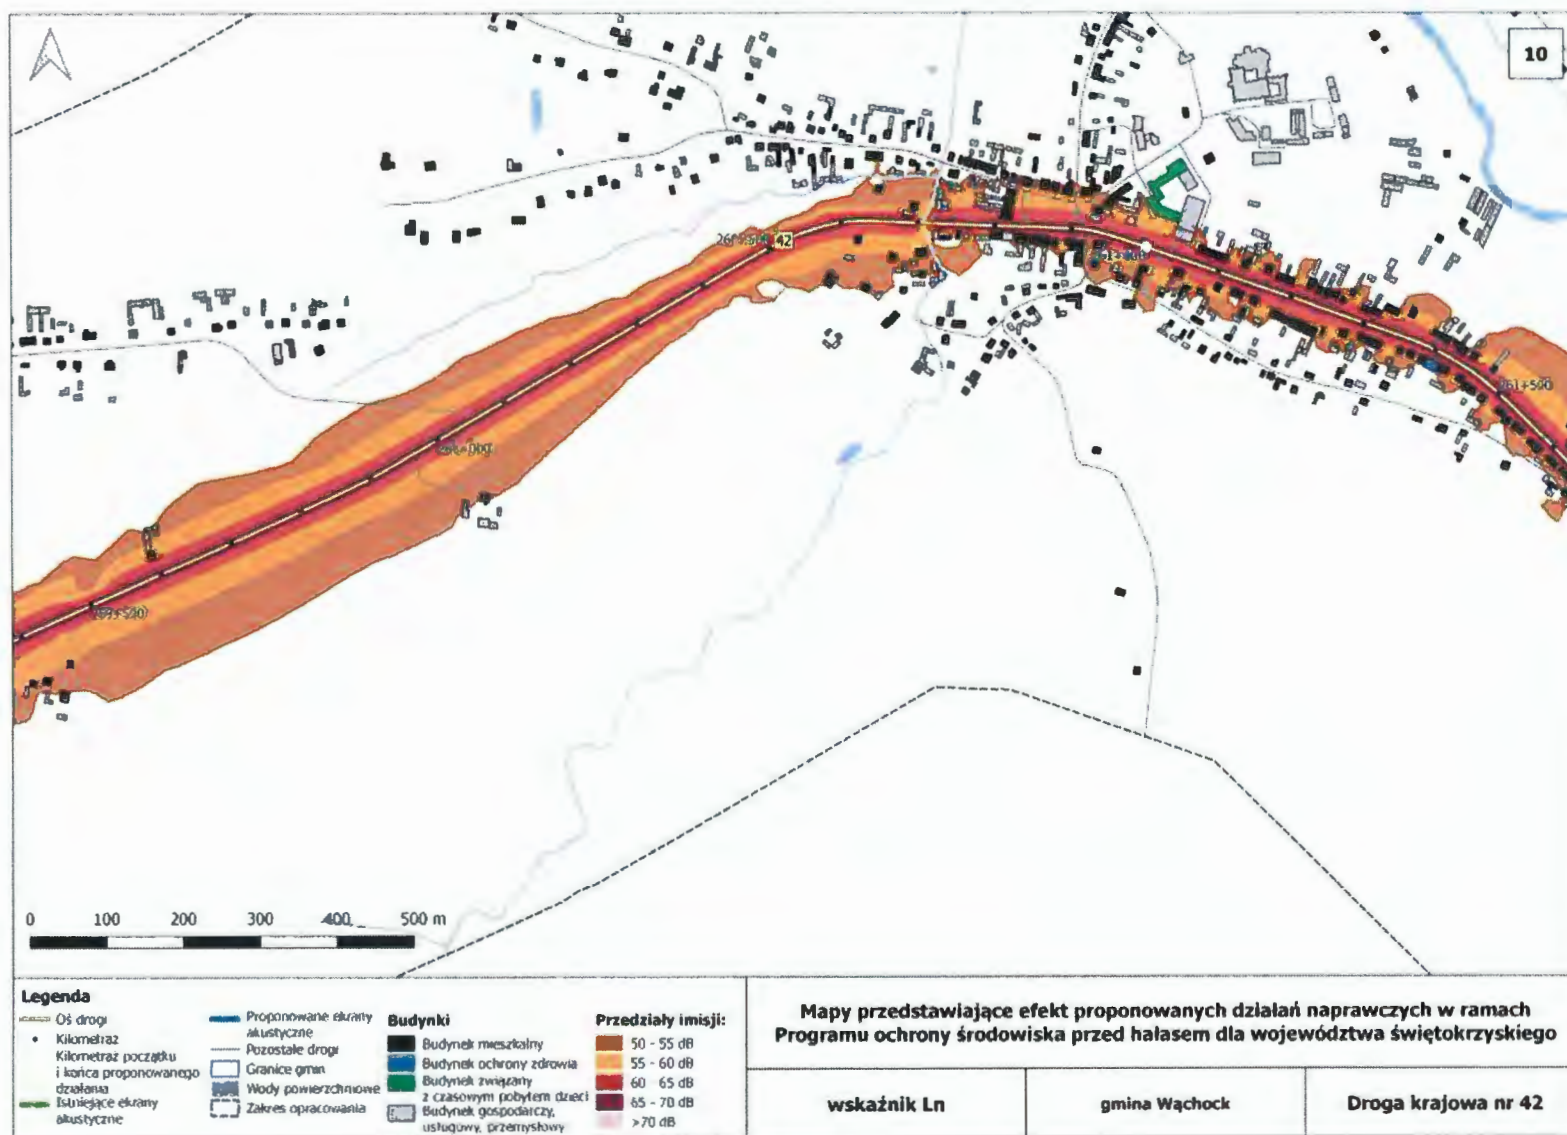 10
42
261+500
0 100 200 300 400 500 m
Legenda
Oś drogi
Kilometraż
Kilometraż początku
i końca proponowanego
działania
Istniejące ekrany
akustyczne
Proponowane ekrany
akustyczne
Pozostałe drogi
Granice gmin
Wody powierzchniowe
Zakres opracowania
Budynki
Budynek mieszkalny
Budynek ochrony zdrowia
Budynek związany
z czasowym pobytem dzieci
Budynek gospodarczy,
usługowy, przemysłowy
Przedziały imisji:
50 - 55 dB
55 - 60 dB
60 - 65 dB
65 - 70 dB
>70 dB
Mapy przedstawiające efekt proponowanych działań naprawczych w ramach
Programu ochrony środowiska przed hałasem dla województwa świętokrzyskiego
wskaźnik Ln
gmina Wąchock
Droga krajowa nr 42